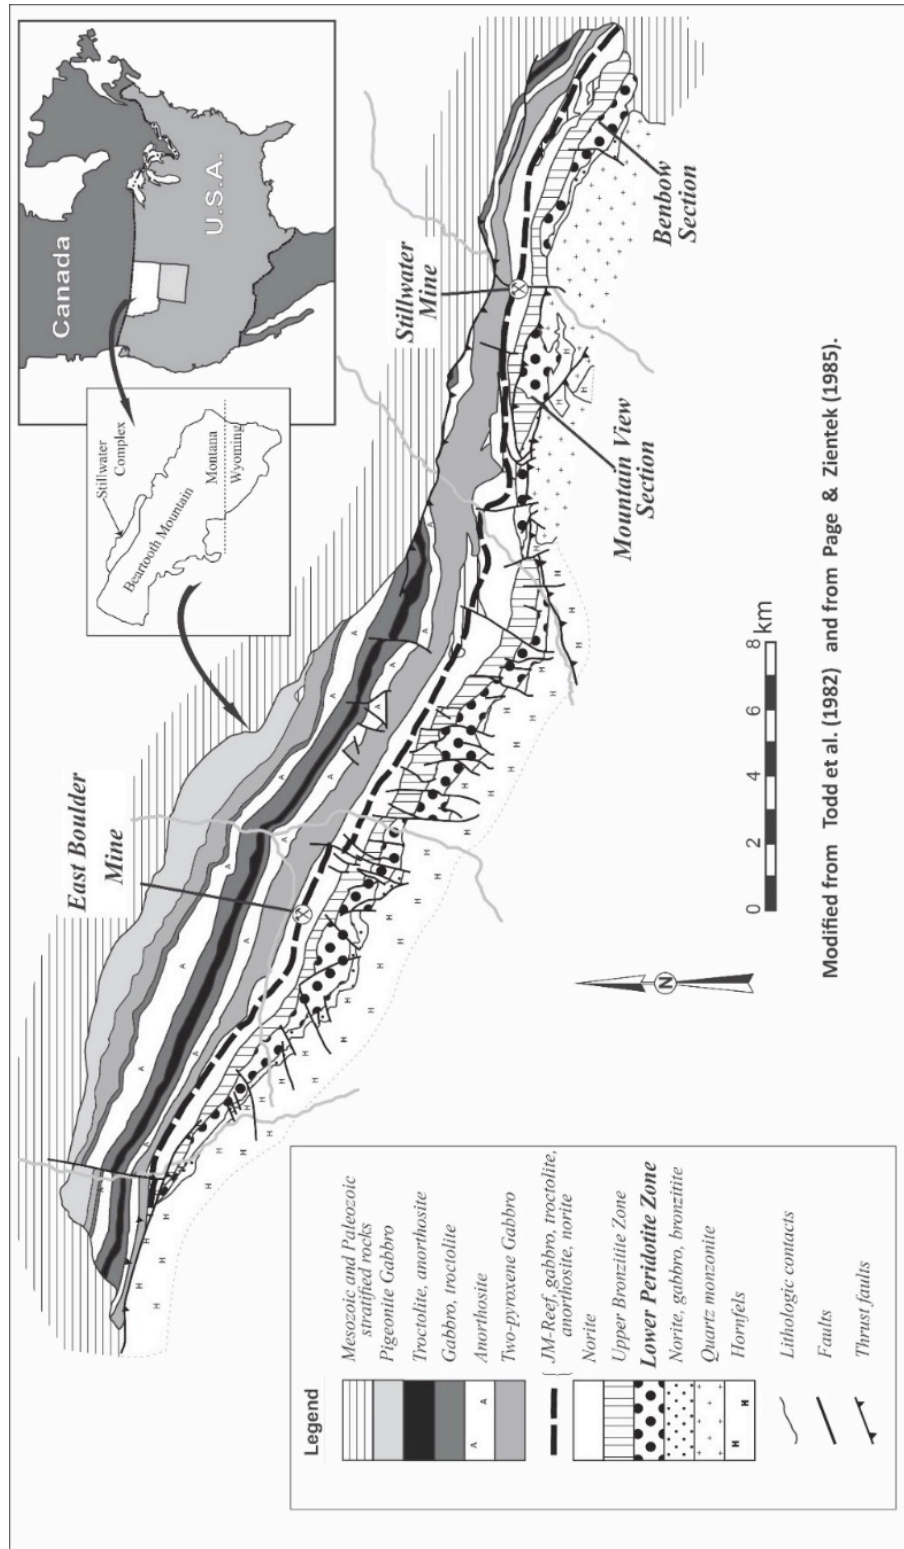 Canada
U.S.A.
Stillwater
Complex
Beartooth Mountain
Montana
Wyoming
East Boulder
Mine
Stillwater
Mine
Mountain View
Section
Benbow
Section
A
H
N
0 2 4 6 8 km
Legend
Mesozoic and Paleozoic
stratified rocks
Pigeonite Gabbro
Troctolite, anorthosite
Gabbro, troctolite
A A
Anorthosite
Two-pyroxene Gabbro
JM-Reef, gabbro, troctolite,
anorthosite, norite
Norite
Upper Bronzitite Zone
Lower Peridotite Zone
Norite, gabbro, bronzitite
Quartz monzonite
H H
Hornfels
Lithologic contacts
Faults
Thrust faults
Modified from Todd et al. (1982) and from Page & Zientek (1985).